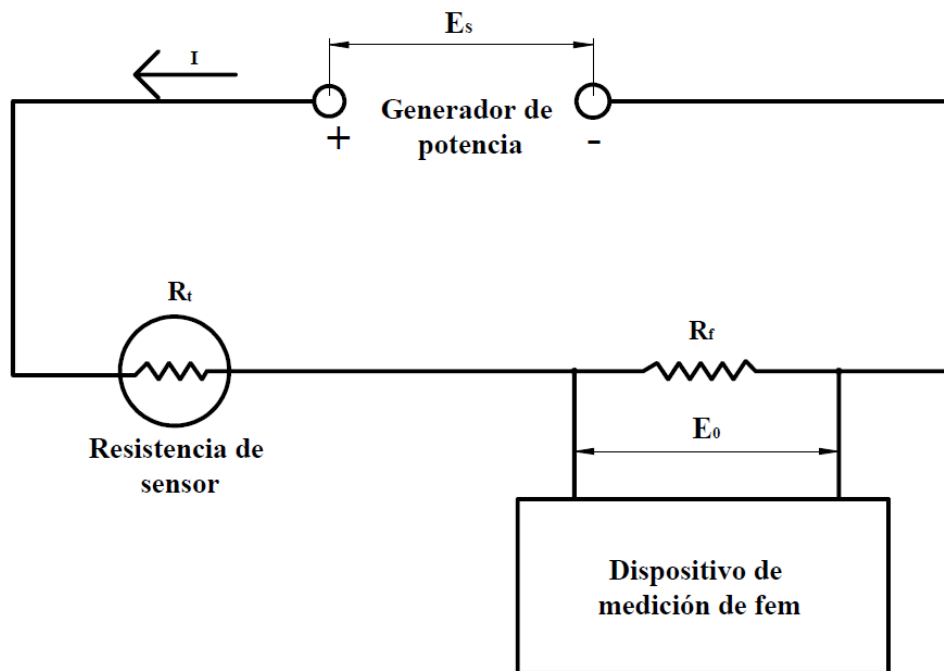 Es
I
Generador de
potencia
+
-
Rt
Rf
Resistencia de
sensor
E0
Dispositivo de
medición de fem